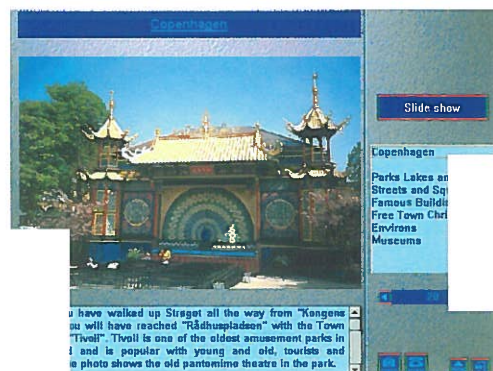 Copenhagen
Slide show
Copenhagen
Parks Lakes an
Streets and Sq
Famous Buildi
Free Town Chri
Environs
Museums
u have walked up Strøget all the way from "Kongens
ou will have reached "Rådhuspladsen" with the Town
"Tivoli". Tivoli is one of the oldest amusement parks in
d and is popular with young and old, tourists and
e photo shows the old pantomime theatre in the park.